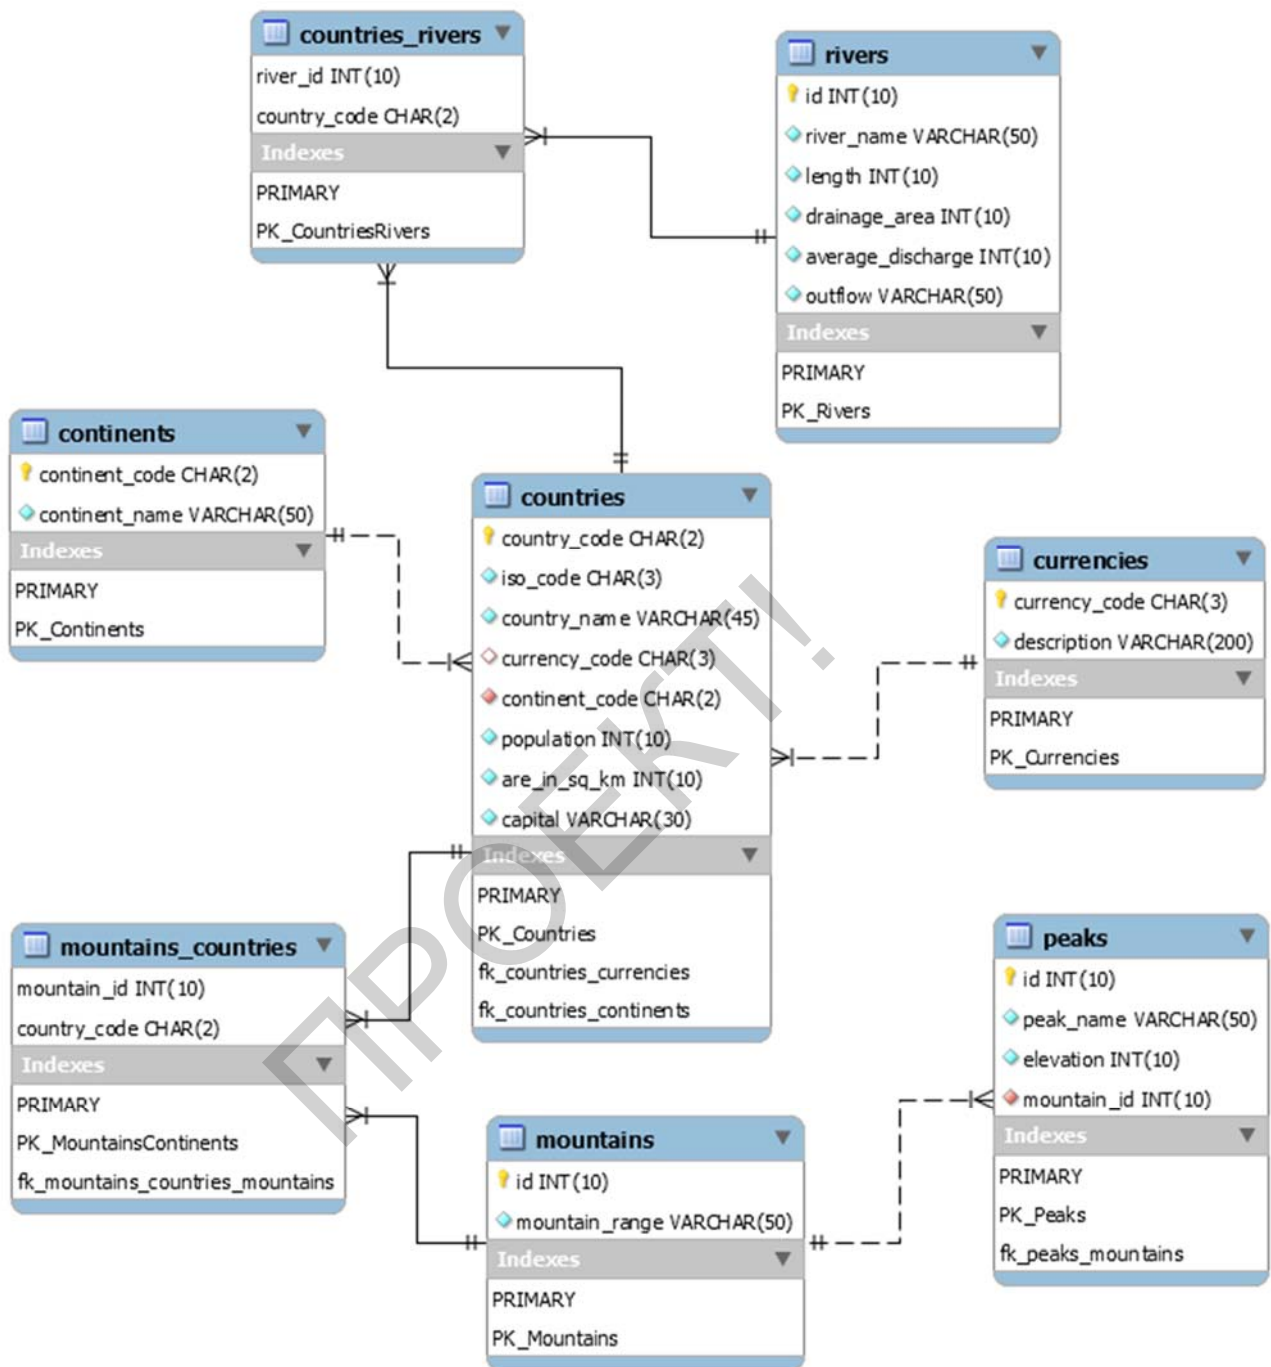 countries_rivers
river_id INT(10)
country_code CHAR(2)
Indexes
PRIMARY
PK_CountriesRivers
rivers
id INT(10)
river_name VARCHAR(50)
length INT(10)
drainage_area INT(10)
average_discharge INT(10)
outflow VARCHAR(50)
Indexes
PRIMARY
PK_Rivers
continents
continent_code CHAR(2)
continent_name VARCHAR(50)
Indexes
PRIMARY
PK_Continents
countries
country_code CHAR(2)
iso_code CHAR(3)
country_name VARCHAR(45)
currency_code CHAR(3)
continent_code CHAR(2)
population INT(10)
are_in_sq_km INT(10)
capital VARCHAR(30)
Indexes
PRIMARY
PK_Countries
fk_countries_currencies
fk_countries_continents
currencies
currency_code CHAR(3)
description VARCHAR(200)
Indexes
PRIMARY
PK_Currencies
mountains_countries
mountain_id INT(10)
country_code CHAR(2)
Indexes
PRIMARY
PK_MountainsContinents
fk_mountains_countries_mountains
mountains
id INT(10)
mountain_range VARCHAR(50)
Indexes
PRIMARY
PK_Mountains
peaks
id INT(10)
peak_name VARCHAR(50)
elevation INT(10)
mountain_id INT(10)
Indexes
PRIMARY
PK_Peaks
fk_peaks_mountains
ПРОЕКТ!